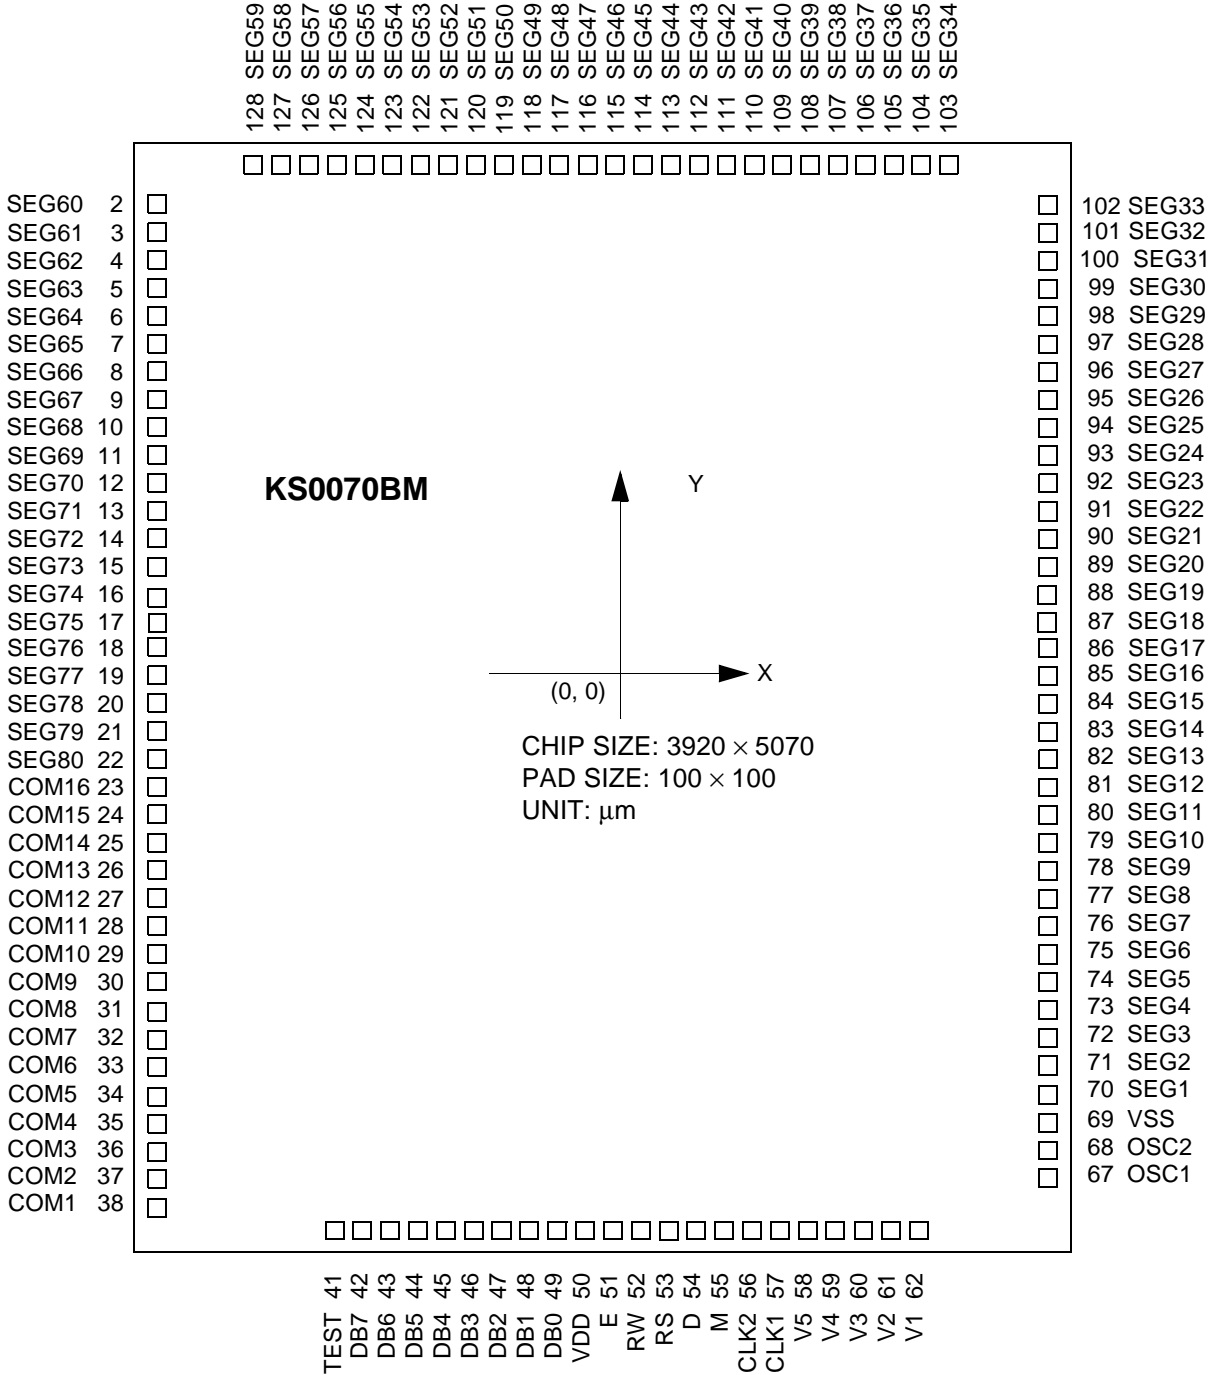 128 SEG59
127 SEG58
126 SEG57
125 SEG56
124 SEG55
123 SEG54
122 SEG53
121 SEG52
120 SEG51
119 SEG50
118 SEG49
117 SEG48
116 SEG47
115 SEG46
114 SEG45
113 SEG44
112 SEG43
111 SEG42
110 SEG41
109 SEG40
108 SEG39
107 SEG38
106 SEG37
105 SEG36
104 SEG35
103 SEG34
SEG60 2
SEG61 3
SEG62 4
SEG63 5
SEG64 6
SEG65 7
SEG66 8
SEG67 9
SEG68 10
SEG69 11
SEG70 12
SEG71 13
SEG72 14
SEG73 15
SEG74 16
SEG75 17
SEG76 18
SEG77 19
SEG78 20
SEG79 21
SEG80 22
COM16 23
COM15 24
COM14 25
COM13 26
COM12 27
COM11 28
COM10 29
COM9 30
COM8 31
COM7 32
COM6 33
COM5 34
COM4 35
COM3 36
COM2 37
COM1 38
KS0070BM
Y
X
(0, 0)
CHIP SIZE: 3920 × 5070
PAD SIZE: 100 × 100
UNIT: μm
102 SEG33
101 SEG32
100 SEG31
99 SEG30
98 SEG29
97 SEG28
96 SEG27
95 SEG26
94 SEG25
93 SEG24
92 SEG23
91 SEG22
90 SEG21
89 SEG20
88 SEG19
87 SEG18
86 SEG17
85 SEG16
84 SEG15
83 SEG14
82 SEG13
81 SEG12
80 SEG11
79 SEG10
78 SEG9
77 SEG8
76 SEG7
75 SEG6
74 SEG5
73 SEG4
72 SEG3
71 SEG2
70 SEG1
69 VSS
68 OSC2
67 OSC1
TEST 41
DB7 42
DB6 43
DB5 44
DB4 45
DB3 46
DB2 47
DB1 48
DB0 49
VDD 50
E 51
RW 52
RS 53
D 54
M 55
CLK2 56
CLK1 57
V5 58
V4 59
V3 60
V2 61
V1 62